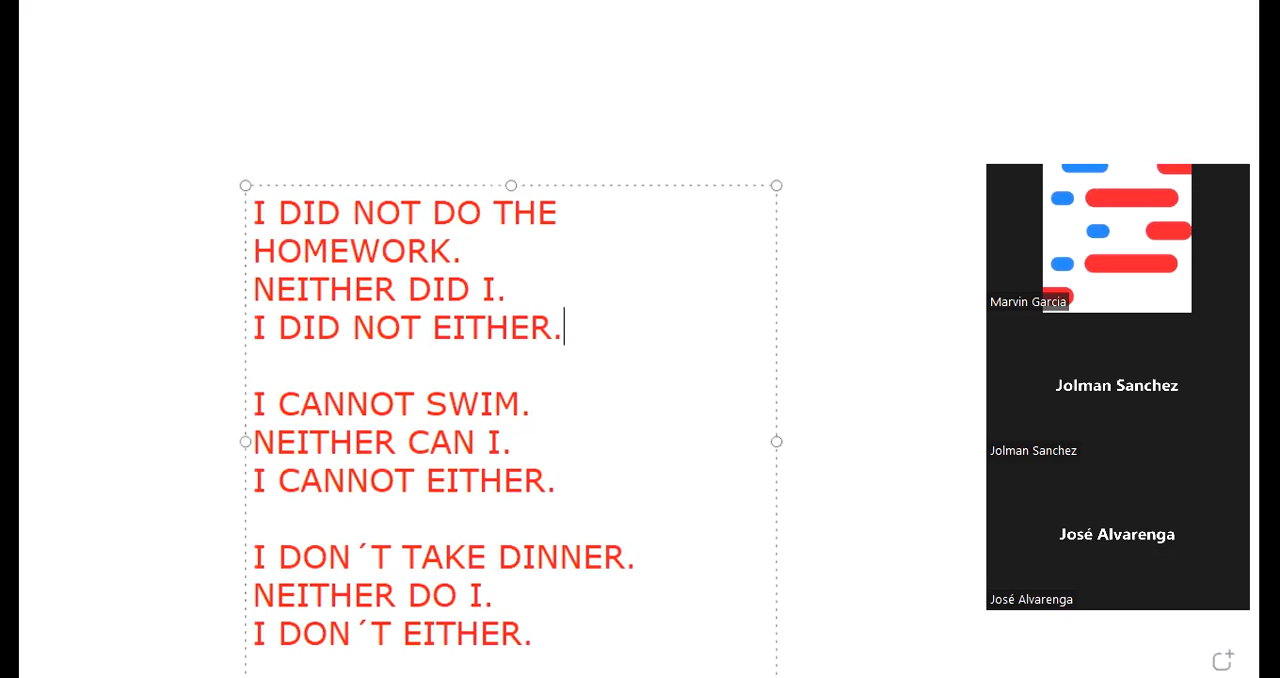 I DID NOT DO THE
HOMEWORK.
NEITHER DID I.
I DID NOT EITHER.
I CANNOT SWIM.
NEITHER CAN I.
I CANNOT EITHER.
I DON´T TAKE DINNER.
NEITHER DO I.
I DON´T EITHER.
Marvin Garcia
Jolman Sanchez
Jolman Sanchez
José Alvarenga
José Alvarenga